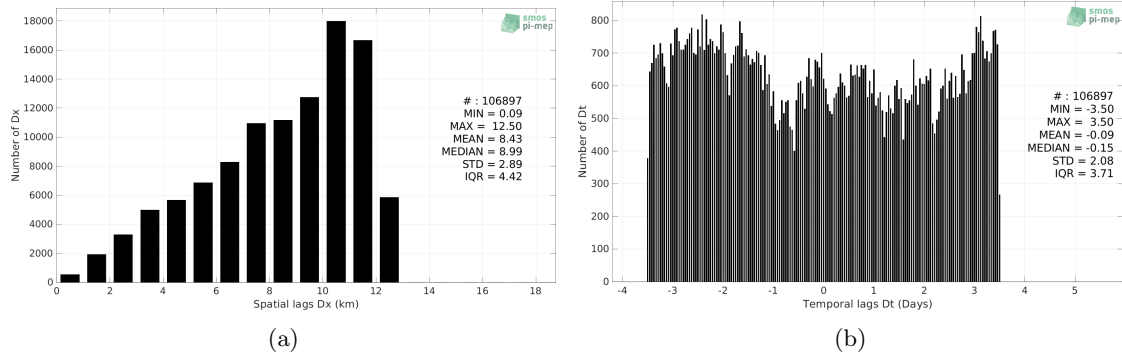 smos
pi-mep
18000
16000
14000
12000
10000
8000
6000
4000
2000
0
Number of Dx
# : 106897
MIN = 0.09
MAX = 12.50
MEAN = 8.43
MEDIAN = 8.99
STD = 2.89
IQR = 4.42
0 2 4 6 8 10 12 14 16 18
Spatial lags Dx (km)
(a)
smos
pi-mep
800
700
600
500
400
300
200
100
0
Number of Dt
# : 106897
MIN = -3.50
MAX = 3.50
MEAN = -0.09
MEDIAN = -0.15
STD = 2.08
IQR = 3.71
-4 -3 -2 -1 0 1 2 3 4 5
Temporal lags Dt (Days)
(b)